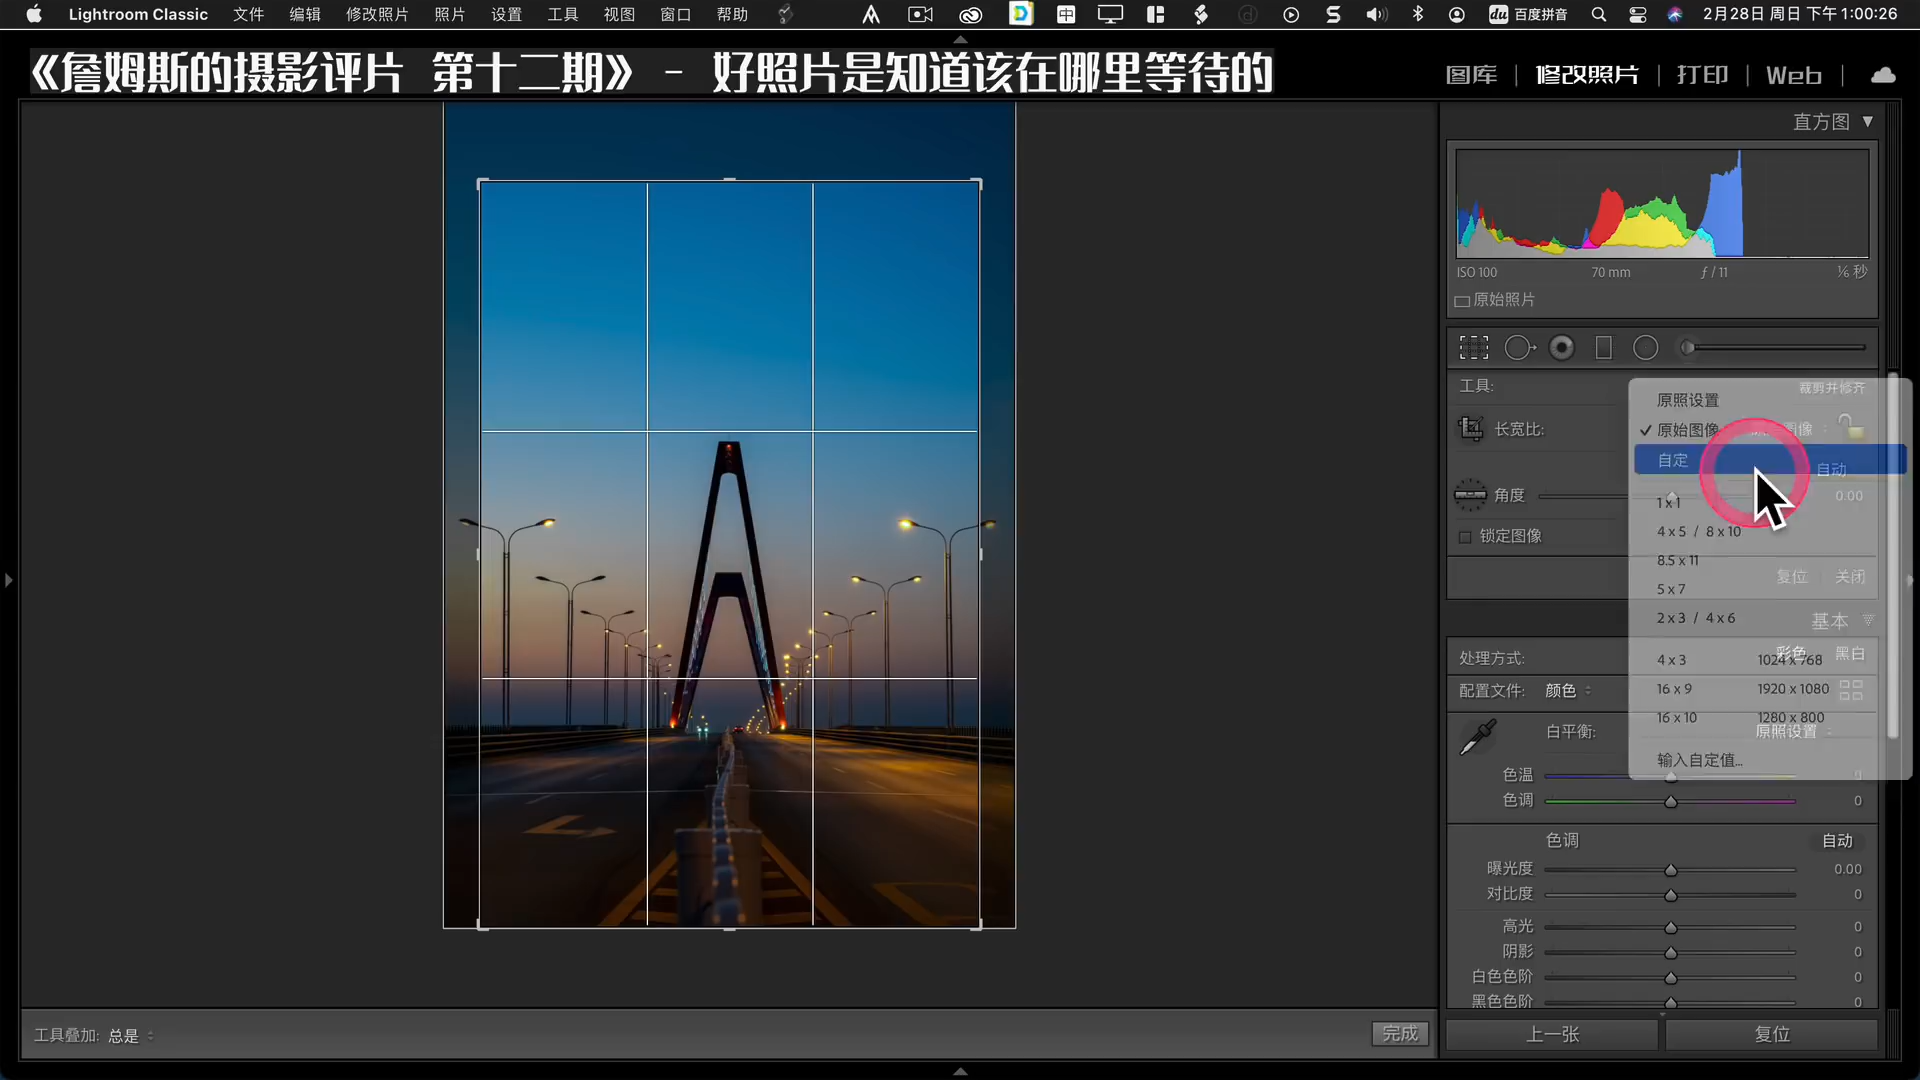 Lightroom Classic 文件 编辑 修改照片 照片 设置 工具 视图 窗口 帮助 中 du 百度拼音 2月28日 周日 下午 1:00:26
《詹姆斯的摄影评片 第十二期》 - 好照片是知道该在哪里等待的
图库 | 修改照片 | 打印 | Web |
直方图
ISO 100 70 mm ƒ / 11 ⅙ 秒
原始照片
工具: 裁剪并修齐
原照设置
长宽比: 原始图像
自定 自动
角度 0.00
1 x 1
锁定图像 4 x 5 / 8 x 10
8.5 x 11
复位 关闭
5 x 7
2 x 3 / 4 x 6 基本
处理方式: 彩色 黑白
4 x 3 1024 x 768
配置文件: 颜色 16 x 9 1920 x 1080
16 x 10 1280 x 800
白平衡: 原照设置
输入自定值...
色温
色调 0
色调 自动
曝光度 0.00
对比度 0
高光 0
阴影 0
白色色阶 0
黑色色阶 0
工具叠加: 总是 完成 上一张 复位